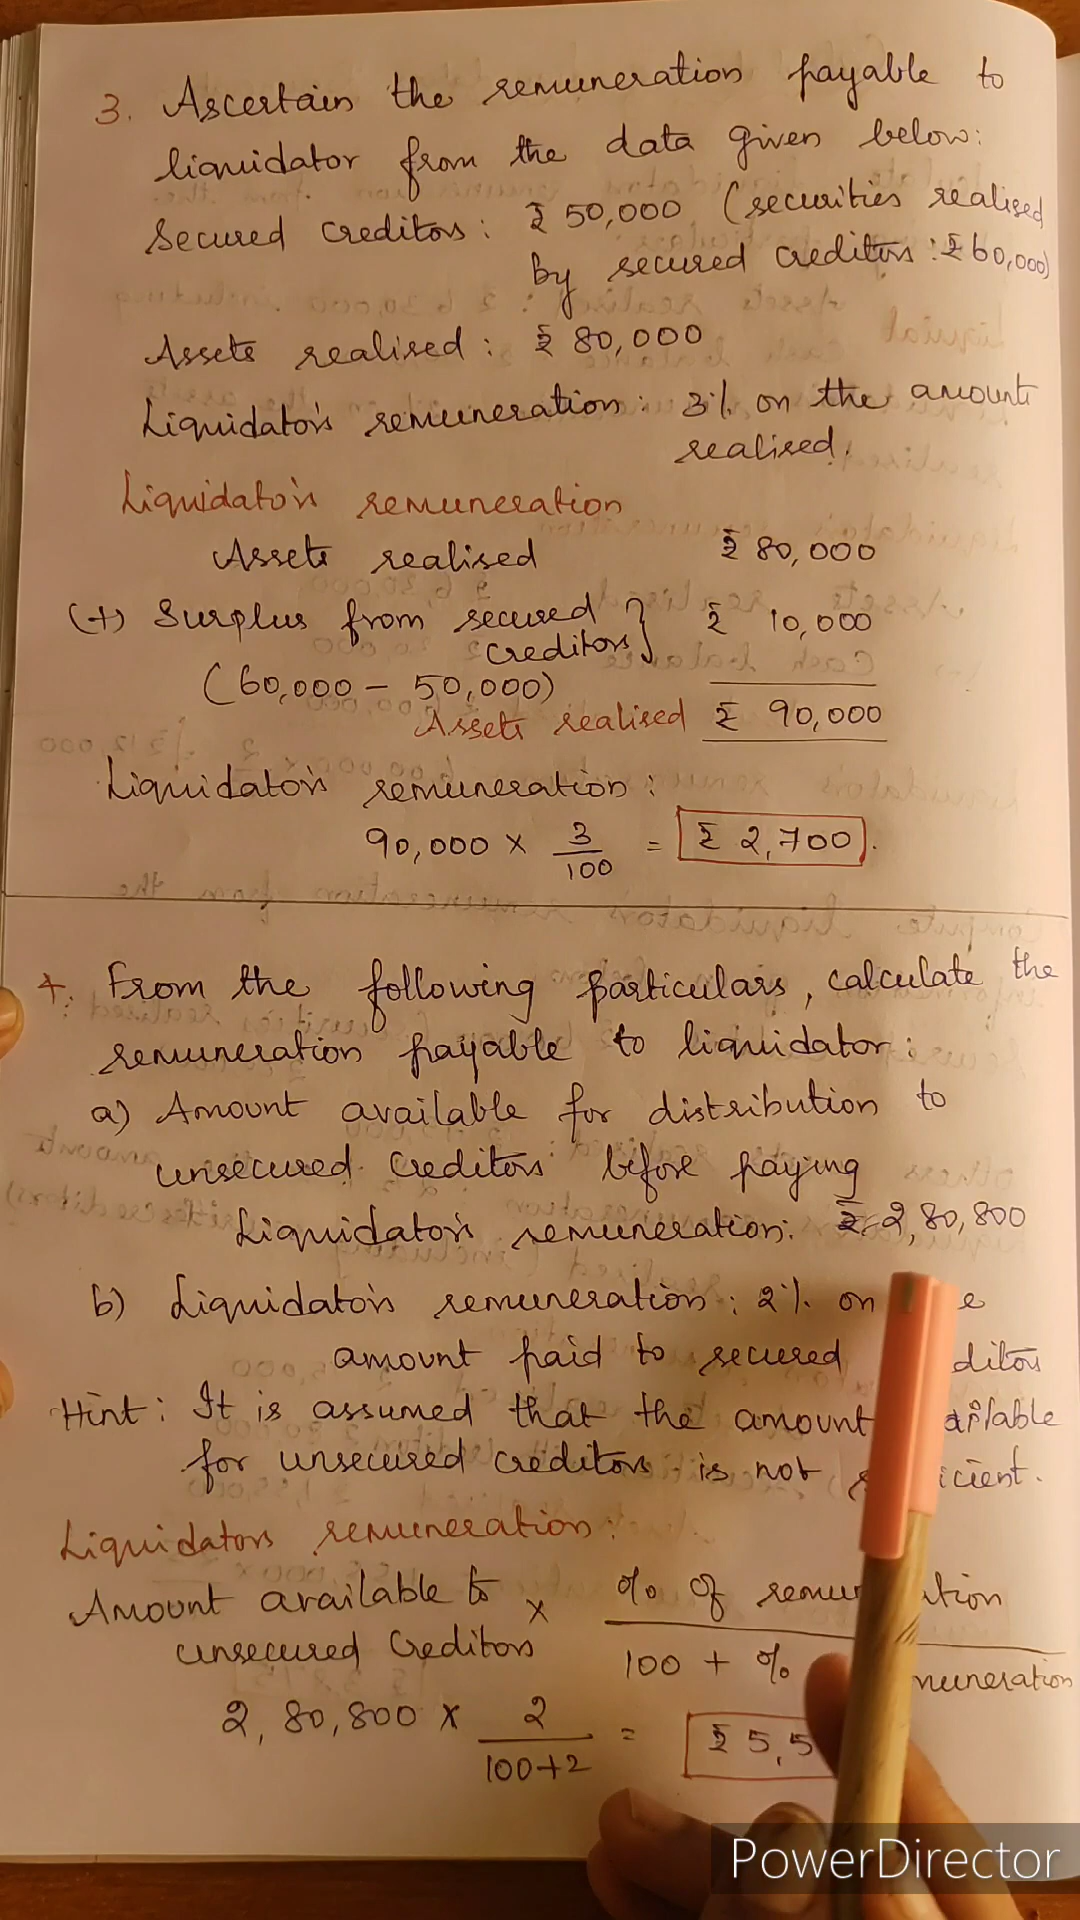 3. Ascertain the remuneration payable to
liquidator from the data given below:
Secured creditors: ₹ 50,000 (securities realised
by secured creditors: ₹ 60,000)
Assets realised: ₹ 80,000
Liquidator's remuneration: 3% on the amount
realised.
Liquidator's remuneration
Assets realised ₹ 80,000
(+) Surplus from secured creditors} ₹ 10,000
(60,000 - 50,000)
Assets realised ₹ 90,000
Liquidator's remuneration:
90,000 × 3/100 = ₹ 2,700.
4. From the following particulars, calculate the
remuneration payable to liquidator:
a) Amount available for distribution to
unsecured creditors before paying
Liquidator's remuneration: ₹ 2,80,800
b) Liquidator's remuneration: 2% on
amount paid to secured
Hint: It is assumed that the amount
for unsecured creditors is not
Liquidators remuneration:
Amount available to unsecured Creditors × % of / 100 + %
2,80,800 × 2/100+2 = ₹ 5,5
PowerDirector